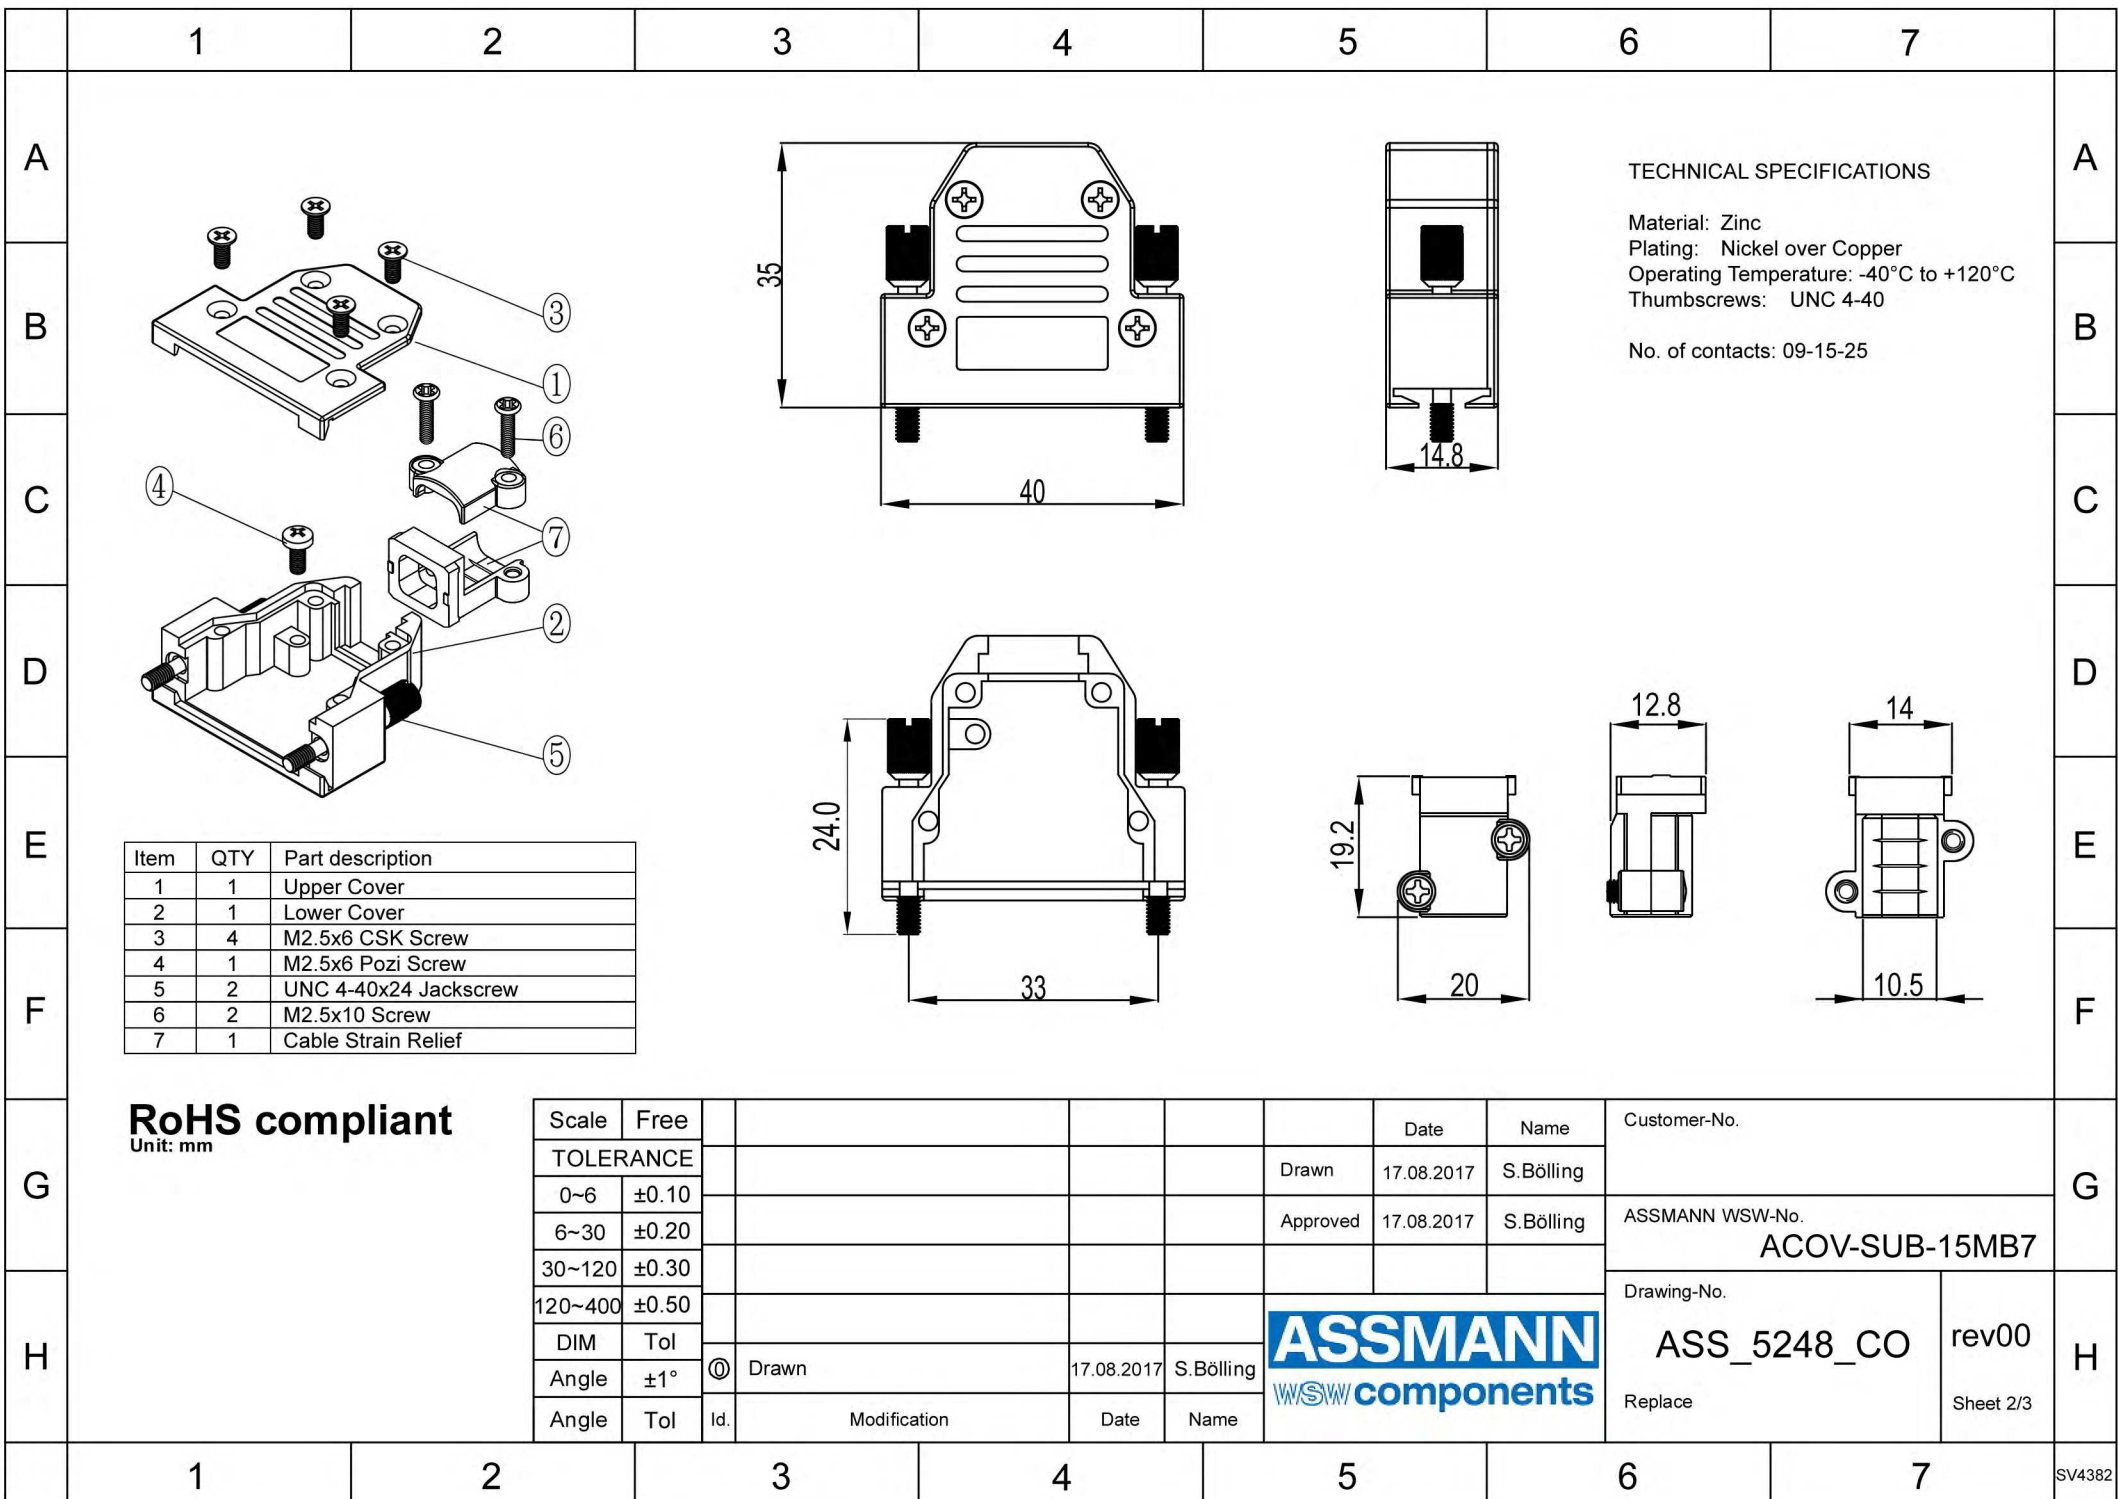 1 2 3 4 5 6 7
A A
B B
C C
D D
E E
F F
G G
H H
3
1
6
4
7
2
5
35
40
14.8
TECHNICAL SPECIFICATIONS
Material: Zinc
Plating: Nickel over Copper
Operating Temperature: -40°C to +120°C
Thumbscrews: UNC 4-40
No. of contacts: 09-15-25
24.0
33
19.2
20
12.8
14
10.5
Item QTY Part description
1 1 Upper Cover
2 1 Lower Cover
3 4 M2.5x6 CSK Screw
4 1 M2.5x6 Pozi Screw
5 2 UNC 4-40x24 Jackscrew
6 2 M2.5x10 Screw
7 1 Cable Strain Relief
RoHS compliant
Unit: mm
Scale Free
TOLERANCE
0~6 ±0.10
6~30 ±0.20
30~120 ±0.30
120~400 ±0.50
DIM Tol
Angle ±1°
Angle Tol
0 Drawn 17.08.2017 S.Bölling
Id. Modification Date Name
Date Name
Drawn 17.08.2017 S.Bölling
Approved 17.08.2017 S.Bölling
ASSMANN
WSW components
Customer-No.
ASSMANN WSW-No.
ACOV-SUB-15MB7
Drawing-No.
ASS_5248_CO
rev00
Replace
Sheet 2/3
1 2 3 4 5 6 7
SV4382